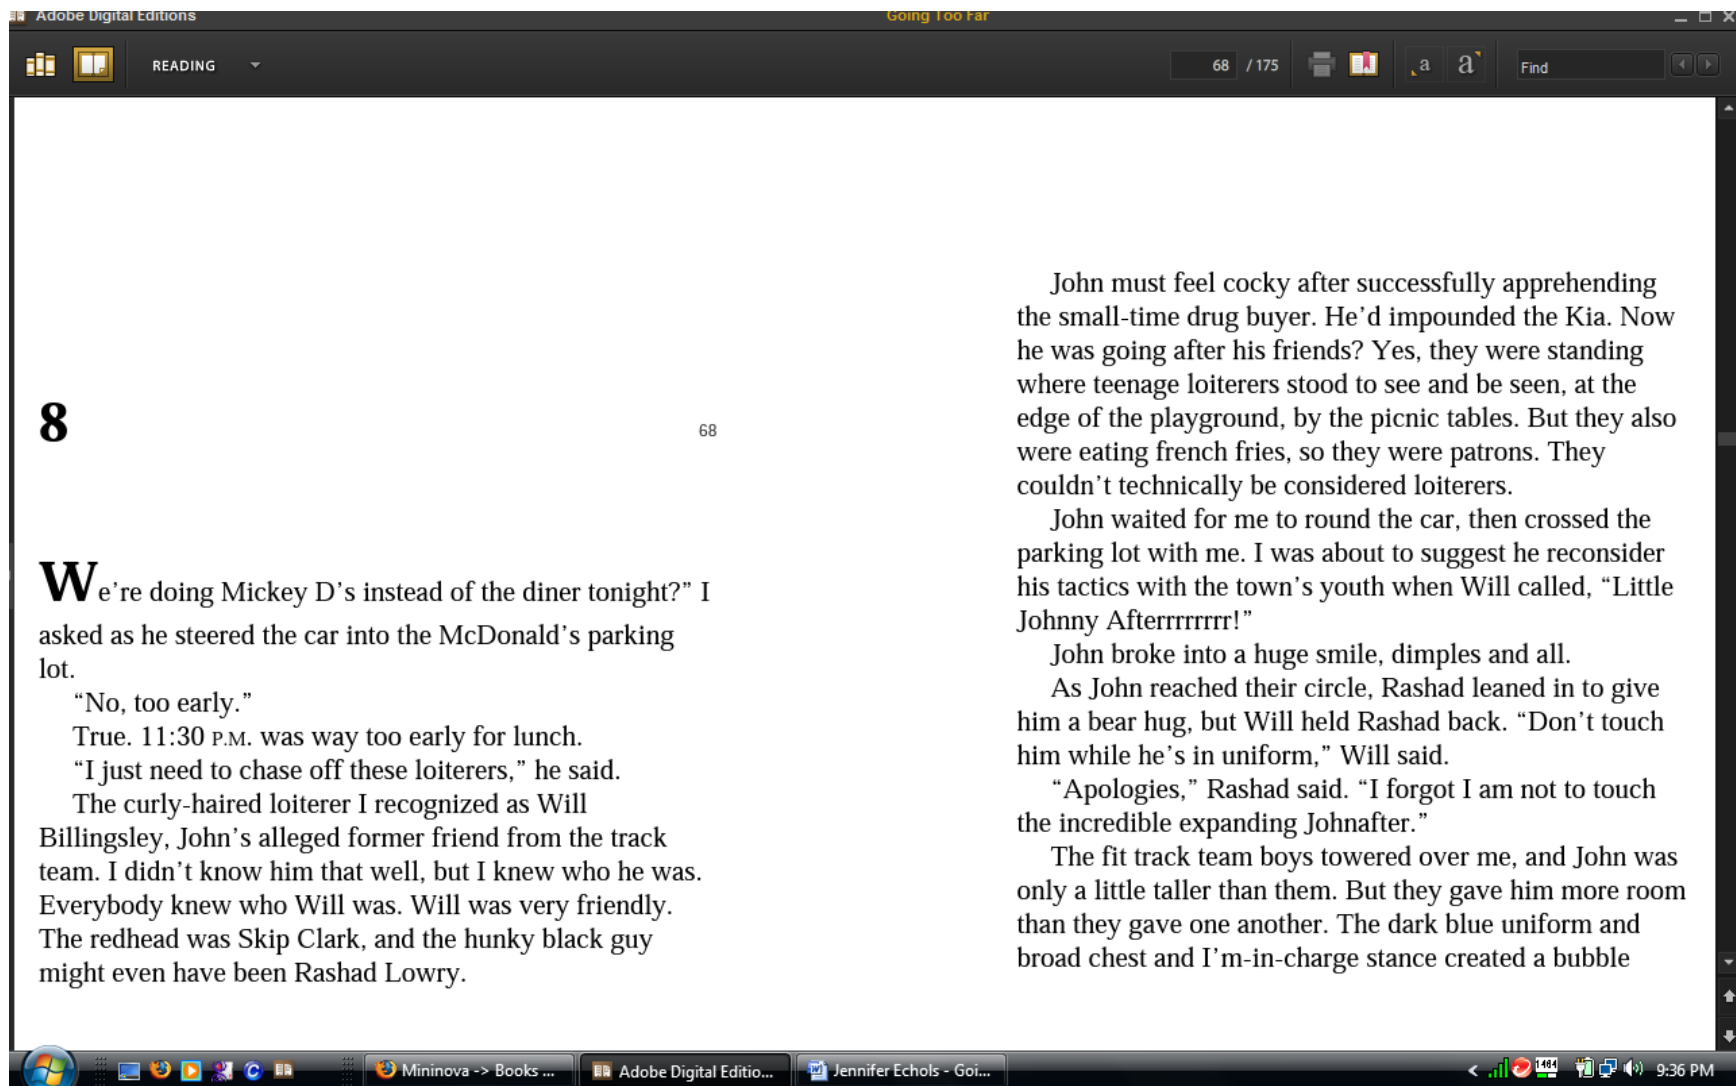 Adobe Digital Editions
Going Too Far
READING
68 / 175
a
a
Find
8
68
We’re doing Mickey D’s instead of the diner tonight?” I
asked as he steered the car into the McDonald’s parking
lot.
“No, too early.”
True. 11:30 P.M. was way too early for lunch.
“I just need to chase off these loiterers,” he said.
The curly-haired loiterer I recognized as Will
Billingsley, John’s alleged former friend from the track
team. I didn’t know him that well, but I knew who he was.
Everybody knew who Will was. Will was very friendly.
The redhead was Skip Clark, and the hunky black guy
might even have been Rashad Lowry.
John must feel cocky after successfully apprehending
the small-time drug buyer. He’d impounded the Kia. Now
he was going after his friends? Yes, they were standing
where teenage loiterers stood to see and be seen, at the
edge of the playground, by the picnic tables. But they also
were eating french fries, so they were patrons. They
couldn’t technically be considered loiterers.
John waited for me to round the car, then crossed the
parking lot with me. I was about to suggest he reconsider
his tactics with the town’s youth when Will called, “Little
Johnny Afterrrrrrrr!”
John broke into a huge smile, dimples and all.
As John reached their circle, Rashad leaned in to give
him a bear hug, but Will held Rashad back. “Don’t touch
him while he’s in uniform,” Will said.
“Apologies,” Rashad said. “I forgot I am not to touch
the incredible expanding Johnafter.”
The fit track team boys towered over me, and John was
only a little taller than them. But they gave him more room
than they gave one another. The dark blue uniform and
broad chest and I’m-in-charge stance created a bubble
Mininova -> Books ...
Adobe Digital Editio...
Jennifer Echols - Goi...
9:36 PM